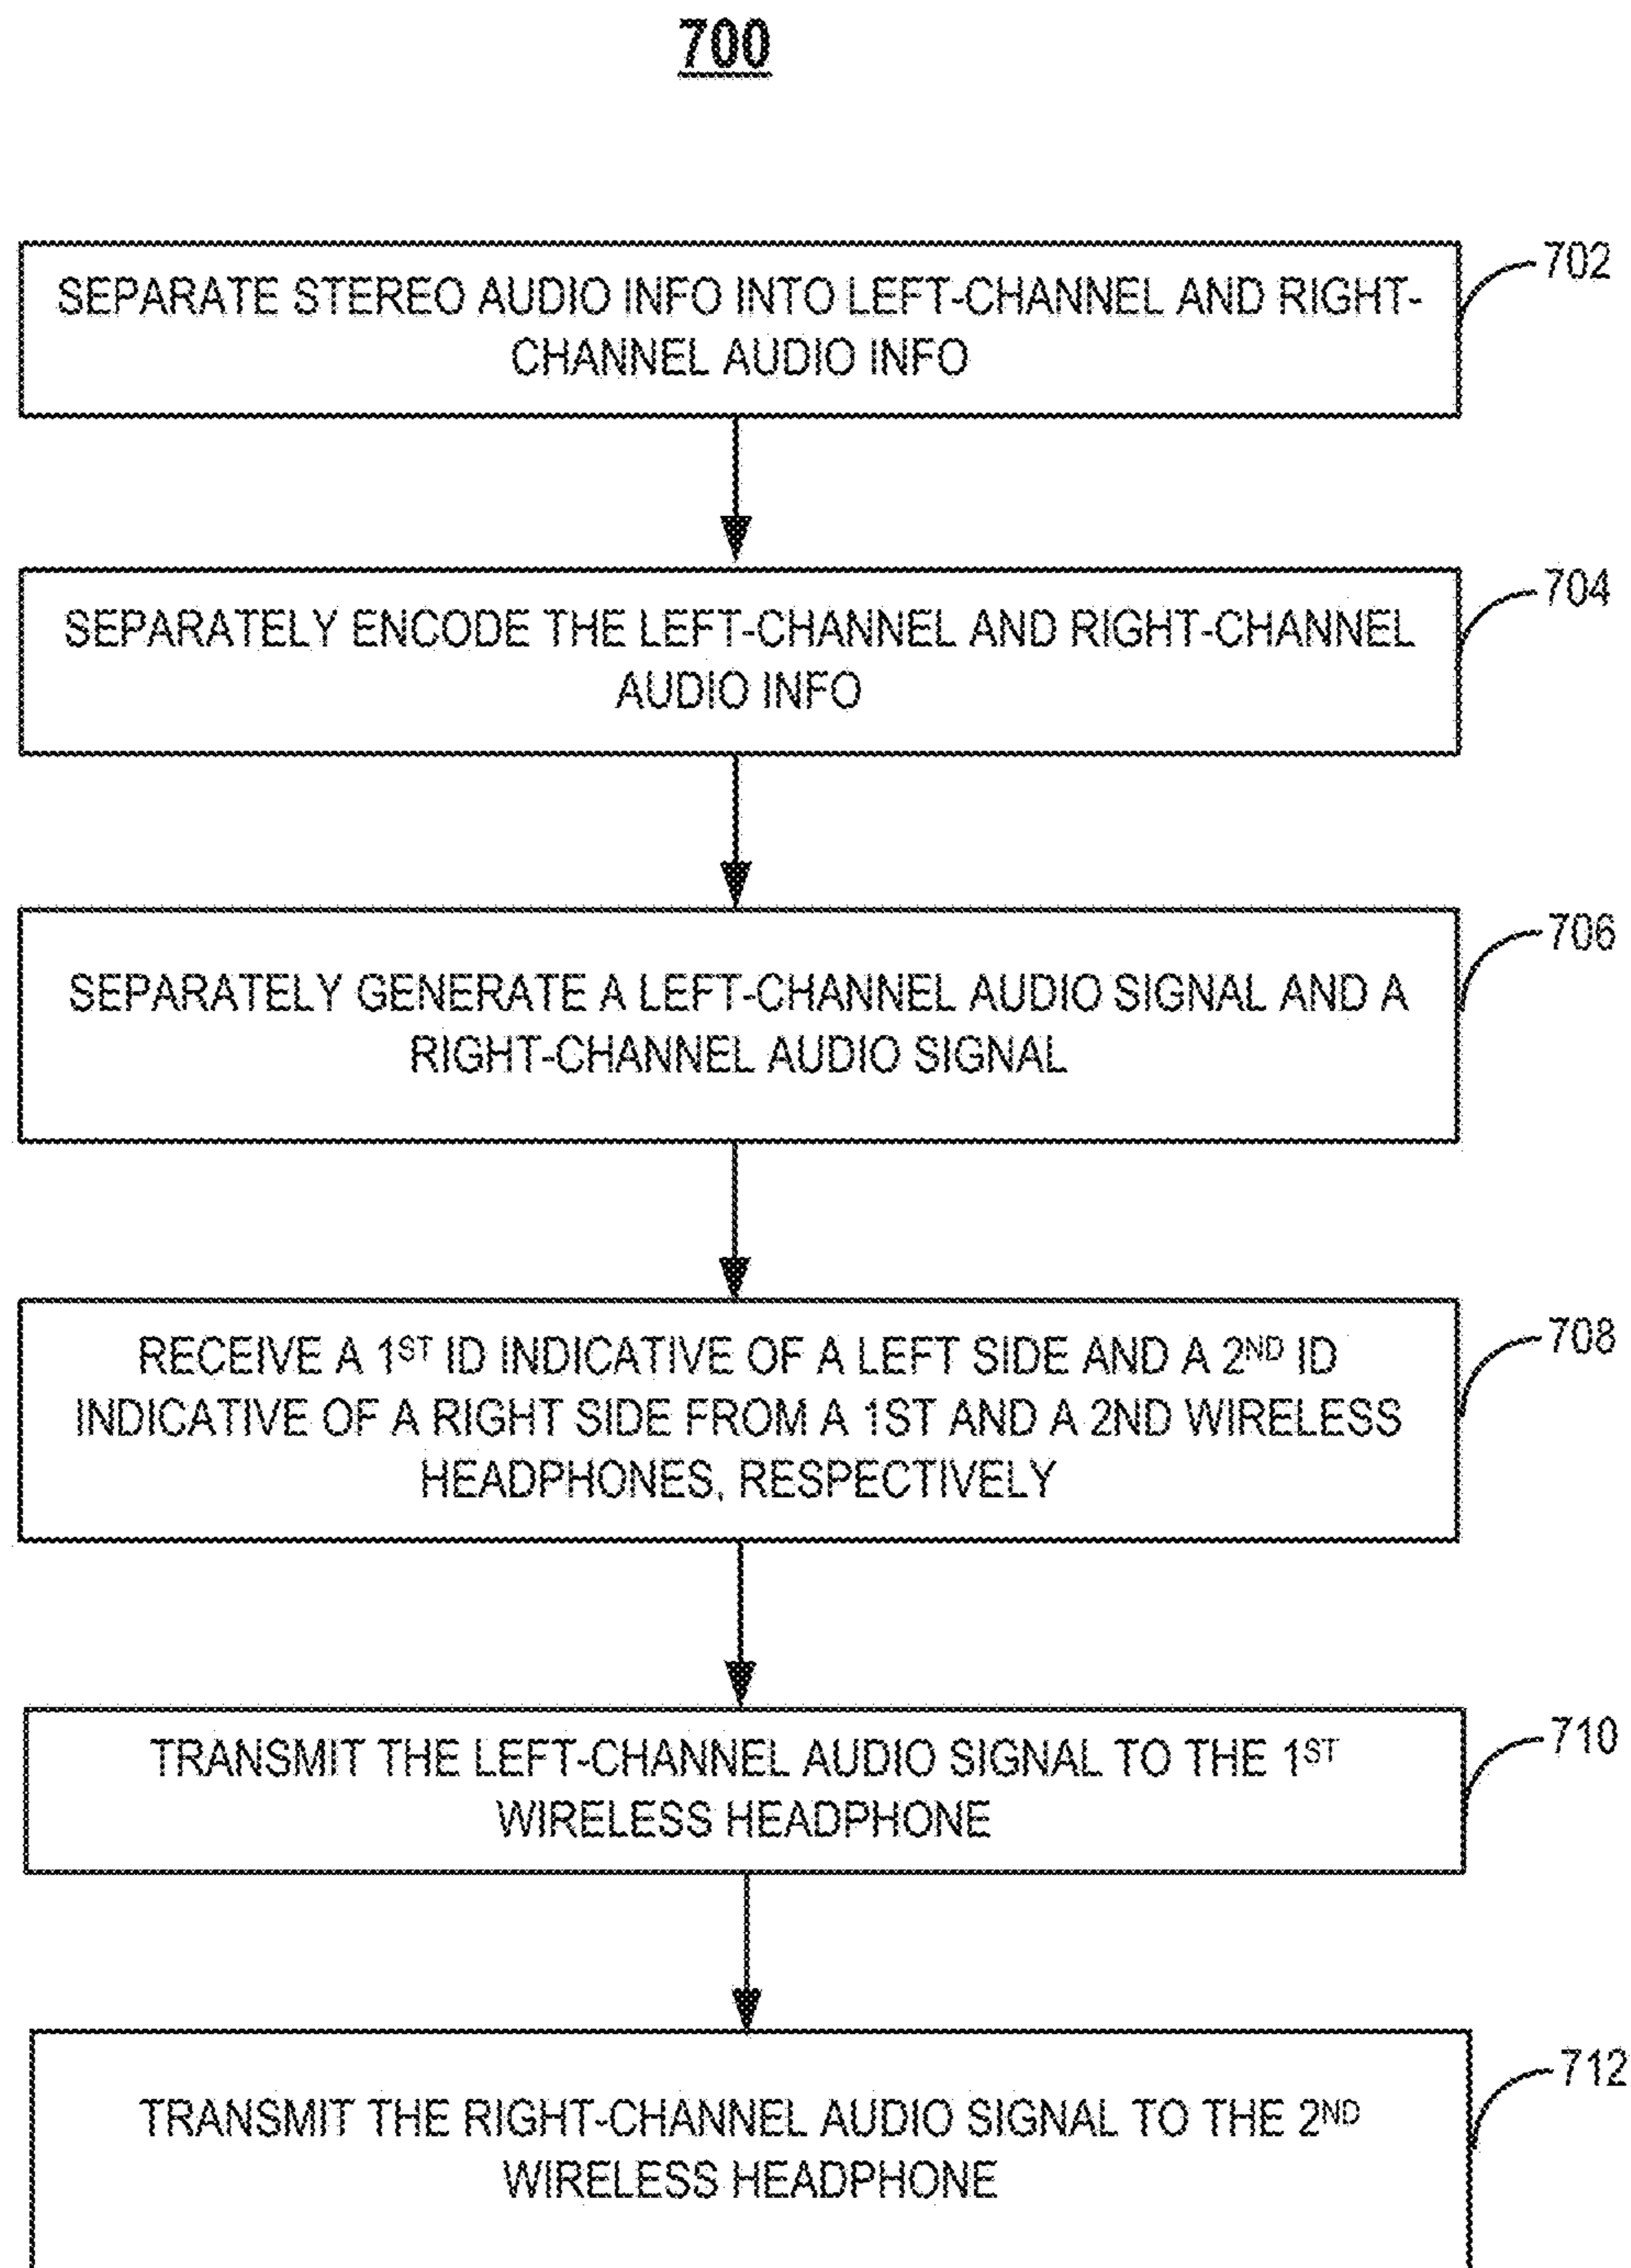 700
SEPARATE STEREO AUDIO INFO INTO LEFT-CHANNEL AND RIGHT-
CHANNEL AUDIO INFO
702
SEPARATELY ENCODE THE LEFT-CHANNEL AND RIGHT-CHANNEL
AUDIO INFO
704
SEPARATELY GENERATE A LEFT-CHANNEL AUDIO SIGNAL AND A
RIGHT-CHANNEL AUDIO SIGNAL
706
RECEIVE A 1ST ID INDICATIVE OF A LEFT SIDE AND A 2ND ID
INDICATIVE OF A RIGHT SIDE FROM A 1ST AND A 2ND WIRELESS
HEADPHONES, RESPECTIVELY
708
TRANSMIT THE LEFT-CHANNEL AUDIO SIGNAL TO THE 1ST
WIRELESS HEADPHONE
710
TRANSMIT THE RIGHT-CHANNEL AUDIO SIGNAL TO THE 2ND
WIRELESS HEADPHONE
712